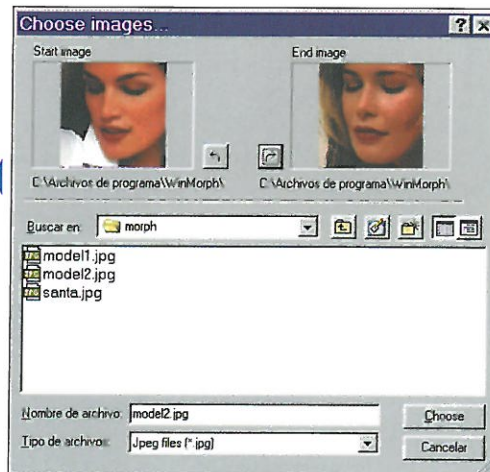 Choose images...
Start image
End image
C:\Archivos de programa\WinMorph\
C:\Archivos de programa\WinMorph\
Buscar en:
morph
model1.jpg
model2.jpg
santa.jpg
Nombre de archivo:
model2.jpg
Choose
Tipo de archivos:
Jpeg files (*.jpg)
Cancelar